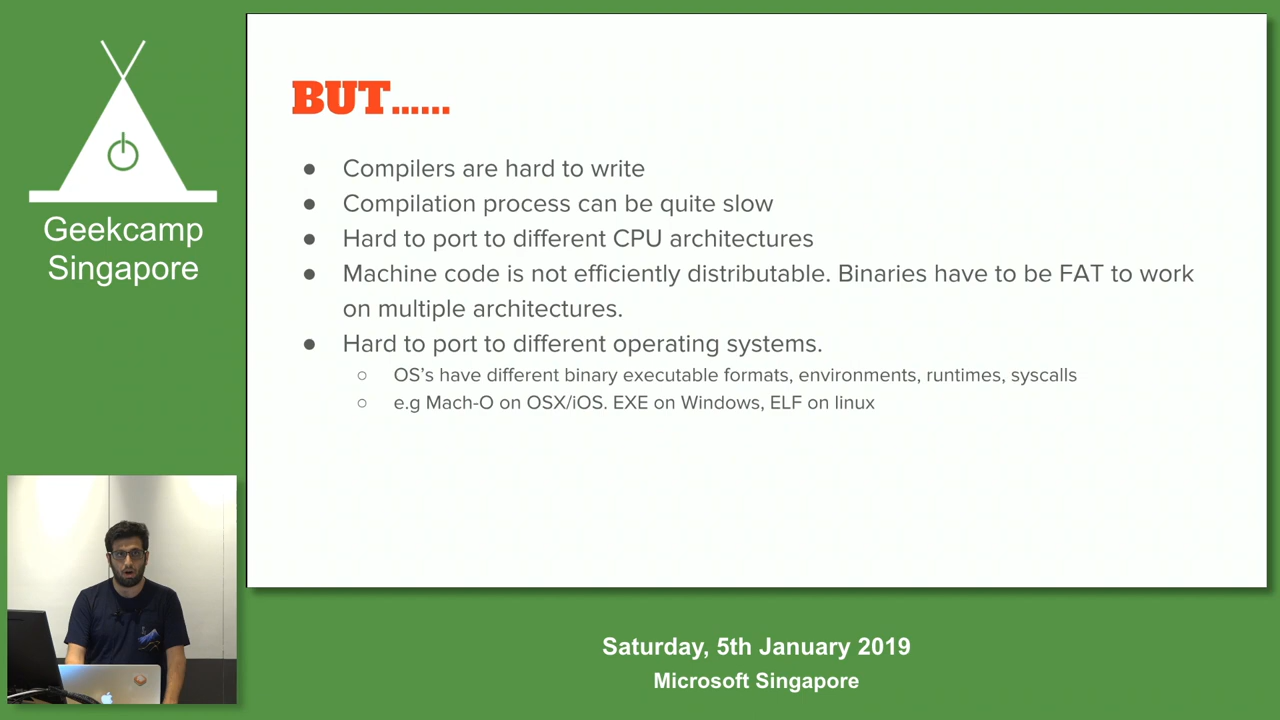 Geekcamp
Singapore
BUT......
● Compilers are hard to write
● Compilation process can be quite slow
● Hard to port to different CPU architectures
● Machine code is not efficiently distributable. Binaries have to be FAT to work
on multiple architectures.
● Hard to port to different operating systems.
○ OS's have different binary executable formats, environments, runtimes, syscalls
○ e.g Mach-O on OSX/iOS. EXE on Windows, ELF on linux
Saturday, 5th January 2019
Microsoft Singapore